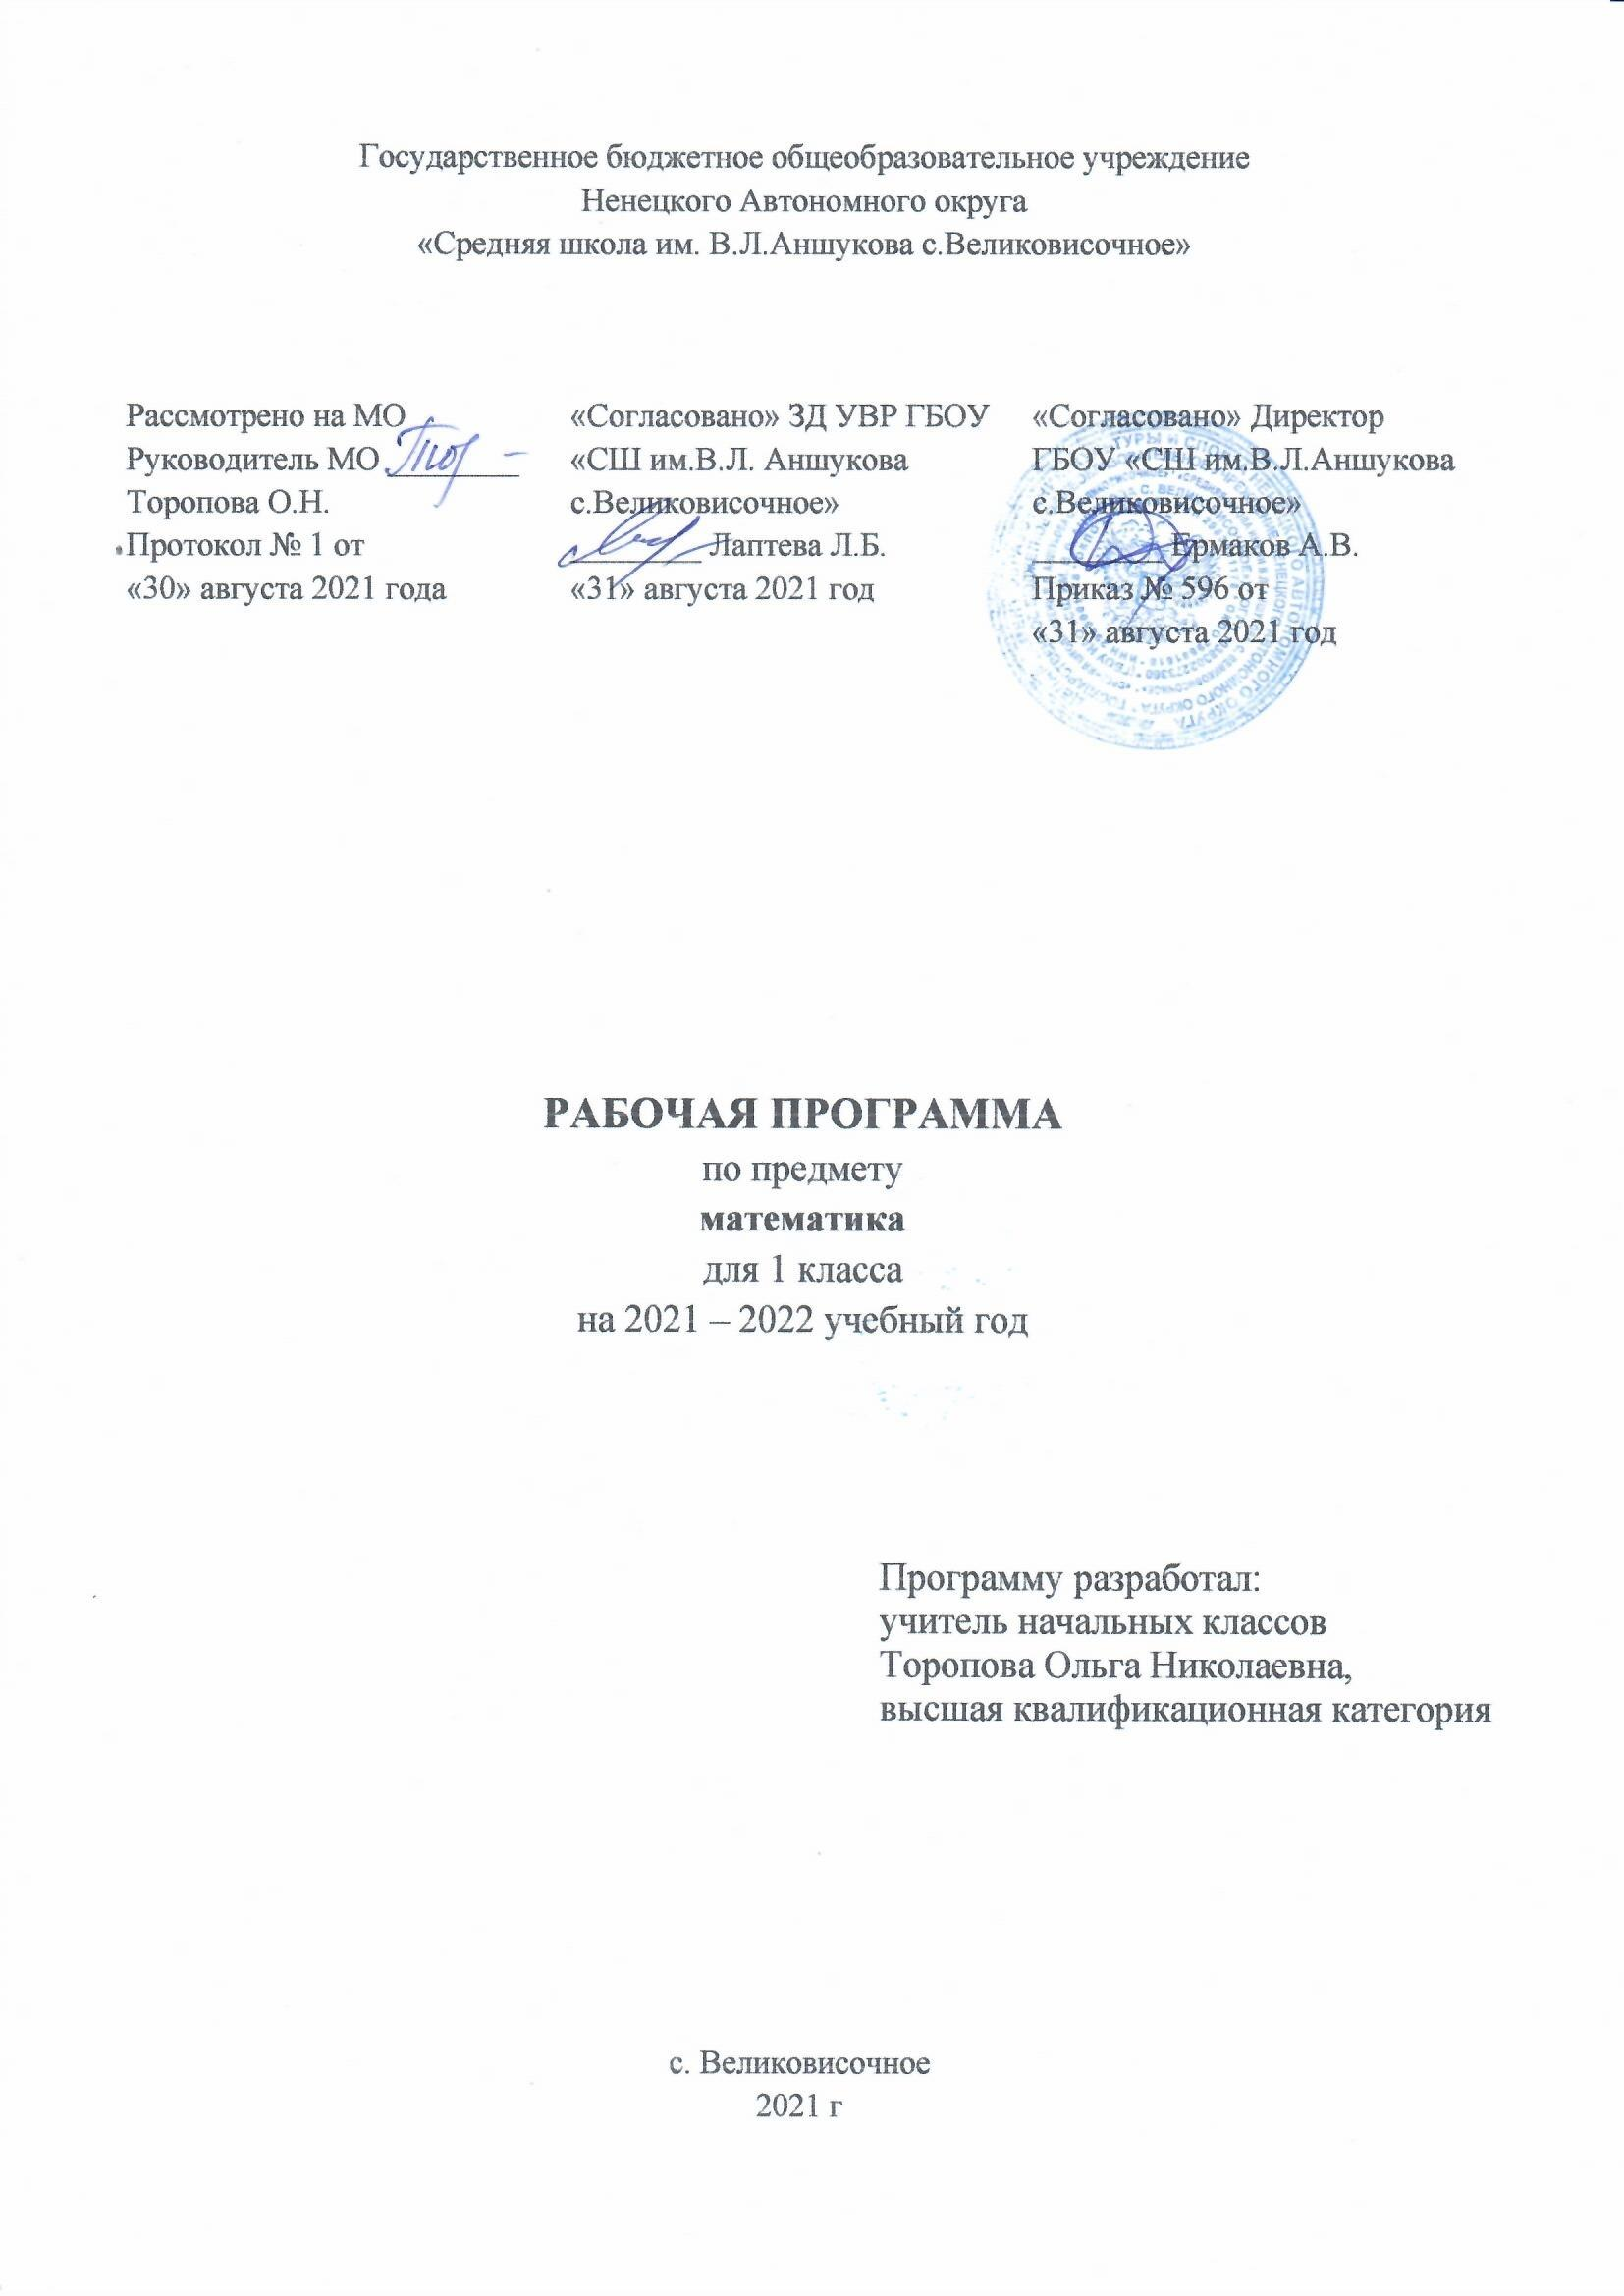 Государственное бюджетное общеобразовательное учреждение
Ненецкого Автономного округа
«Средняя школа им. В.Л.Аншукова с.Великовисочное»
Рассмотрено на МО
Руководитель МО ________
Торопова О.Н.
Протокол № 1 от
«30» августа 2021 года
«Согласовано» ЗД УВР ГБОУ
«СШ им.В.Л. Аншукова
с.Великовисочное»
________ Лаптева Л.Б.
«31» августа 2021 год
«Согласовано» Директор
ГБОУ «СШ им.В.Л.Аншукова
с.Великовисочное»
________ Ермаков А.В.
Приказ № 596 от
«31» августа 2021 год
РАБОЧАЯ ПРОГРАММА
по предмету
математика
для 1 класса
на 2021 – 2022 учебный год
Программу разработал:
учитель начальных классов
Торопова Ольга Николаевна,
высшая квалификационная категория
с. Великовисочное
2021 г